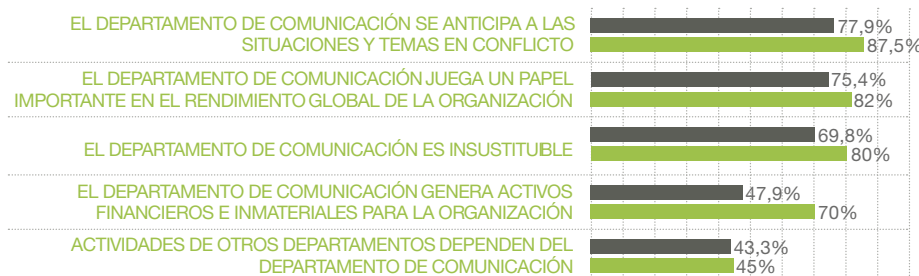 EL DEPARTAMENTO DE COMUNICACIÓN SE ANTICIPA A LAS
SITUACIONES Y TEMAS EN CONFLICTO
77,9%
87,5%
EL DEPARTAMENTO DE COMUNICACIÓN JUEGA UN PAPEL
IMPORTANTE EN EL RENDIMIENTO GLOBAL DE LA ORGANIZACIÓN
75,4%
82%
EL DEPARTAMENTO DE COMUNICACIÓN ES INSUSTITUIBLE
69,8%
80%
EL DEPARTAMENTO DE COMUNICACIÓN GENERA ACTIVOS
FINANCIEROS E INMATERIALES PARA LA ORGANIZACIÓN
47,9%
70%
ACTIVIDADES DE OTROS DEPARTAMENTOS DEPENDEN DEL
DEPARTAMENTO DE COMUNICACIÓN
43,3%
45%